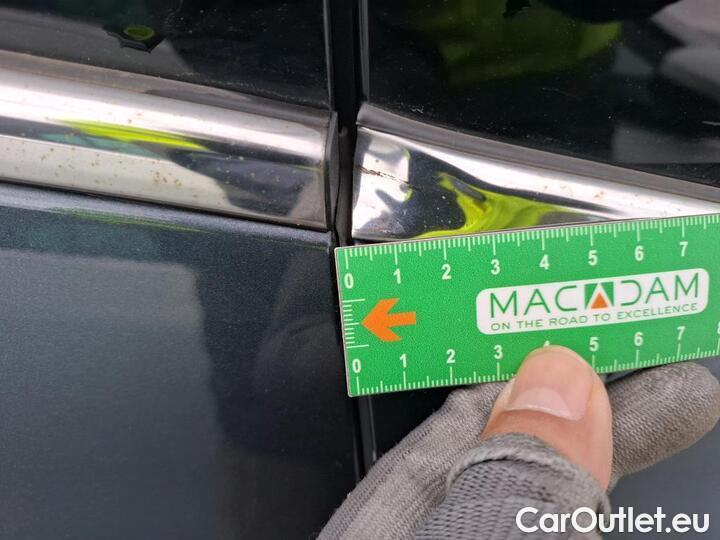 0 1 2 3 4 5 6 7
MACADAM
ON THE ROAD TO EXCELLENCE
0 1 2 3 4 5 6 7 8
CarOutlet.eu